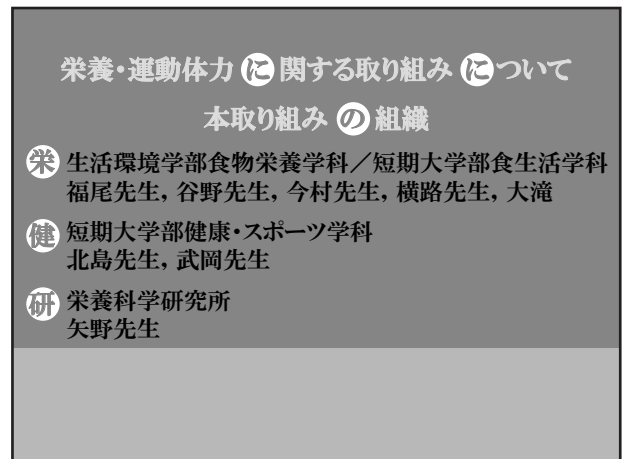 栄養・運動体力に関する取り組みについて
本取り組みの組織
栄 生活環境学部食物栄養学科／短期大学部食生活学科
福尾先生, 谷野先生, 今村先生, 横路先生, 大滝
健 短期大学部健康・スポーツ学科
北島先生, 武岡先生
研 栄養科学研究所
矢野先生